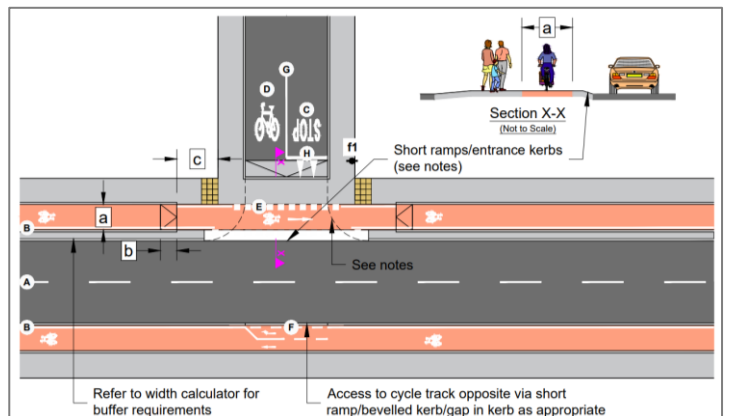 a
G
D
C
STOP
H
f1
Section X-X
(Not to Scale)
Short ramps/entrance kerbs
(see notes)
c
a
E
B
b
See notes
A
B
F
Refer to width calculator for
buffer requirements
Access to cycle track opposite via short
ramp/bevelled kerb/gap in kerb as appropriate